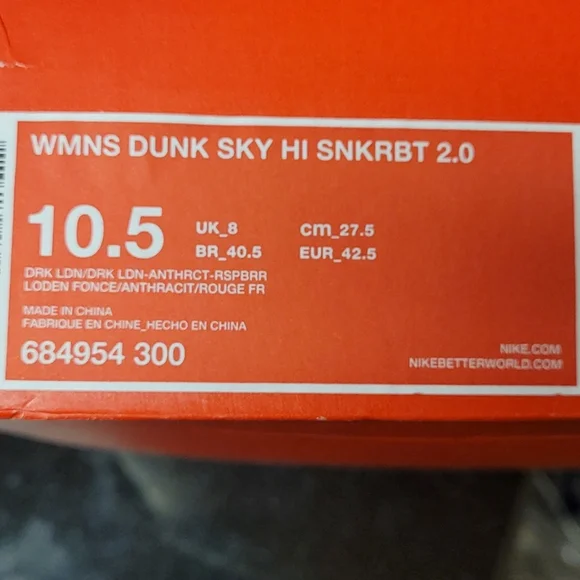 WMNS DUNK SKY HI SNKRBT 2.0
10.5
UK_8 cm_27.5
BR_40.5 EUR_42.5
DRK LDN/DRK LDN-ANTHRCT-RSPBRR
LODEN FONCE/ANTHRACIT/ROUGE FR
MADE IN CHINA
FABRIQUE EN CHINE_HECHO EN CHINA
684954 300
NIKE.COM
NIKEBETTERWORLD.COM